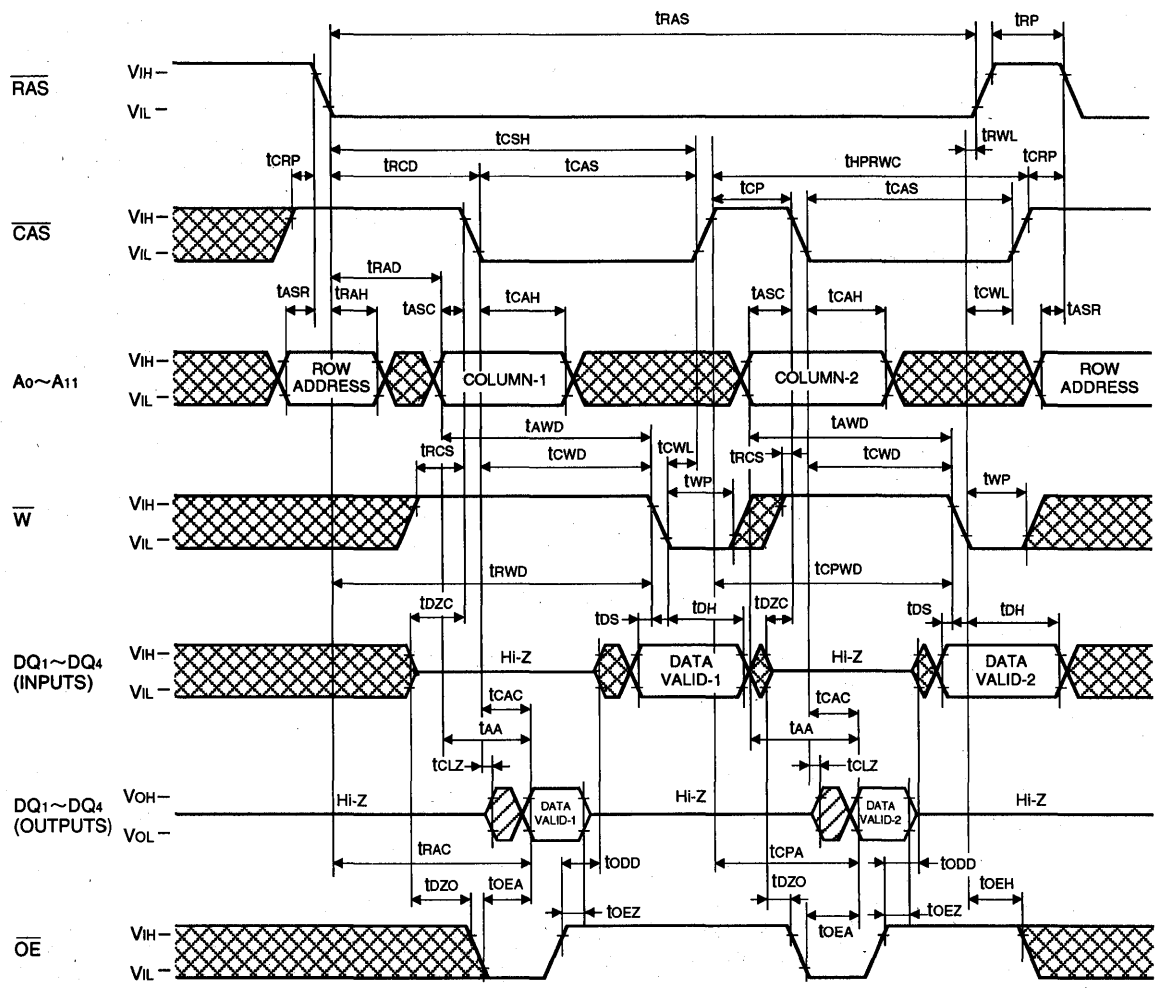 tRAS
tRP
RAS
VIH
VIL
tCSH
tRWL
tCRP
tRCD
tCAS
tHPRWC
tCRP
tCP
tCAS
CAS
VIH
VIL
tRAD
tASR
tRAH
tASC
tCAH
tASC
tCAH
tCWL
tASR
A0~A11
VIH
VIL
ROW
ADDRESS
COLUMN-1
COLUMN-2
ROW
ADDRESS
tAWD
tAWD
tRCS
tCWD
tCWL
tRCS
tCWD
tWP
tWP
W
VIH
VIL
tRWD
tCPWD
tDZC
tDS
tDH
tDZC
tDS
tDH
DQ1~DQ4
(INPUTS)
VIH
VIL
Hi-Z
DATA
VALID-1
Hi-Z
DATA
VALID-2
tCAC
tCAC
tAA
tAA
tCLZ
tCLZ
DQ1~DQ4
(OUTPUTS)
VOH
VOL
Hi-Z
DATA
VALID-1
Hi-Z
DATA
VALID-2
Hi-Z
tRAC
tODD
tCPA
tODD
tDZO
tOEA
tOEZ
tDZO
tOEA
tOEZ
tOEH
OE
VIH
VIL